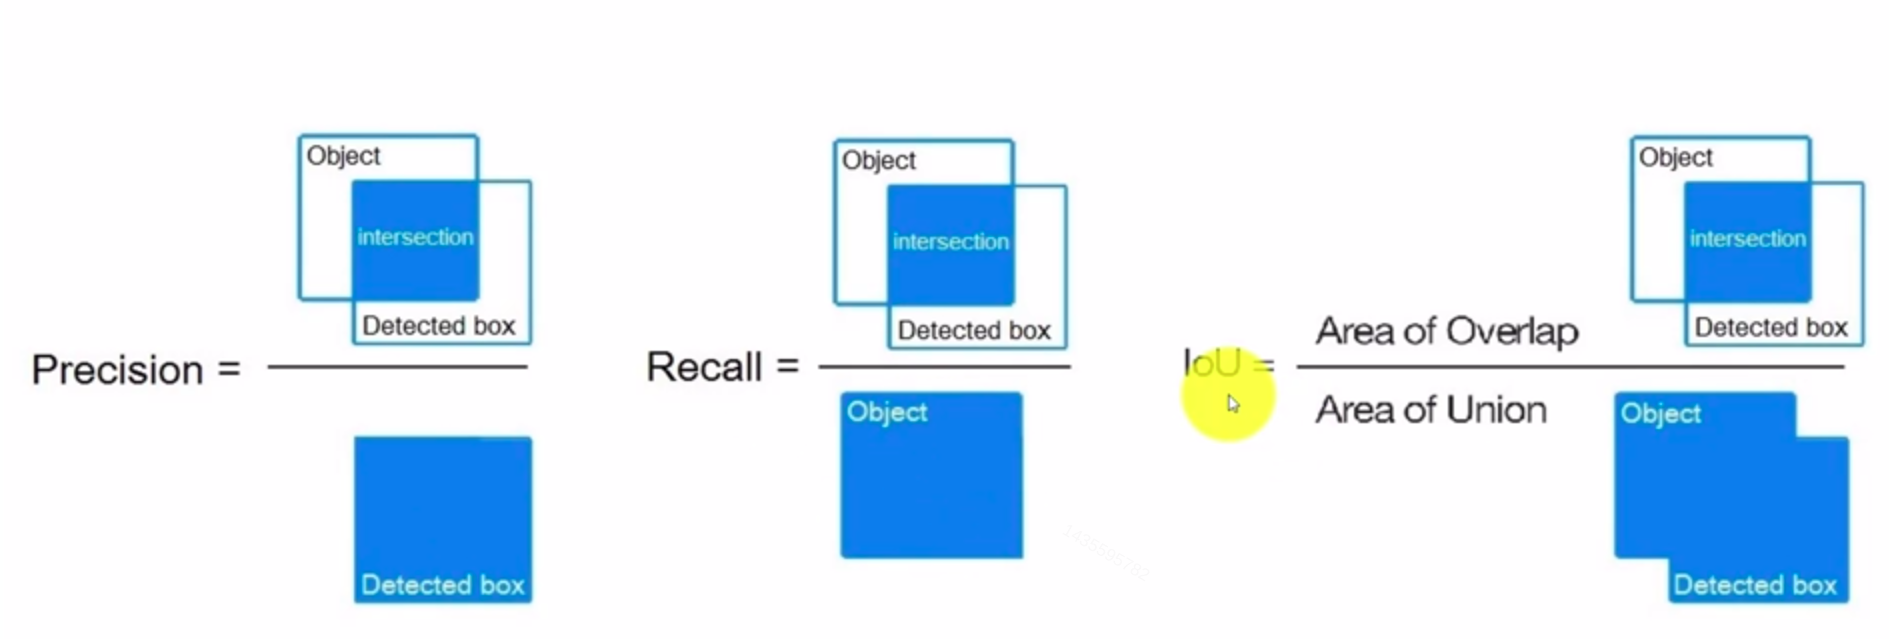 Object
intersection
Detected box
Precision =
Detected box
Object
intersection
Detected box
Recall =
Object
Object
intersection
Detected box
IoU =
Area of Overlap
Area of Union
Object
Detected box